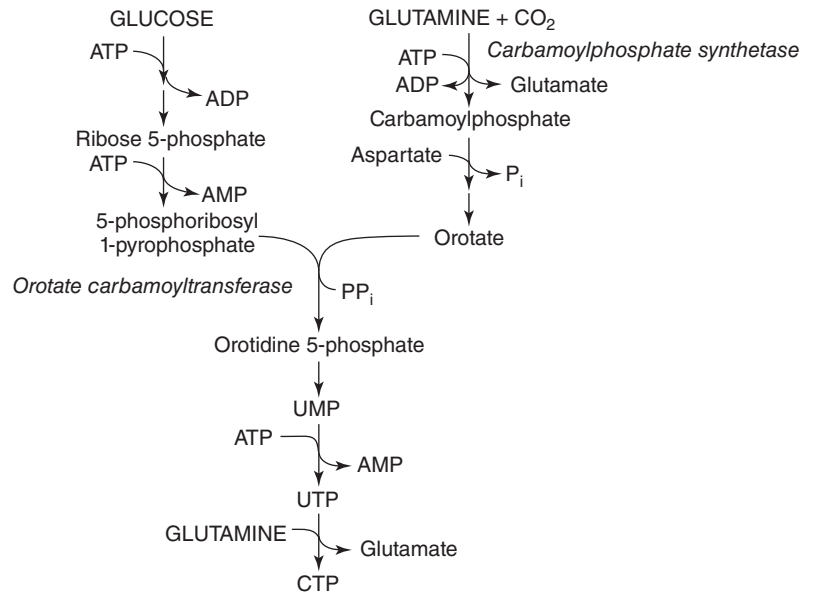 GLUCOSE
ATP
ADP
Ribose 5-phosphate
ATP
AMP
5-phosphoribosyl
1-pyrophosphate
GLUTAMINE + CO₂
ATP
Carbamoylphosphate synthetase
ADP
Glutamate
Carbamoylphosphate
Aspartate
Pᵢ
Orotate
Orotate carbamoyltransferase
PPᵢ
Orotidine 5-phosphate
UMP
ATP
AMP
UTP
GLUTAMINE
Glutamate
CTP